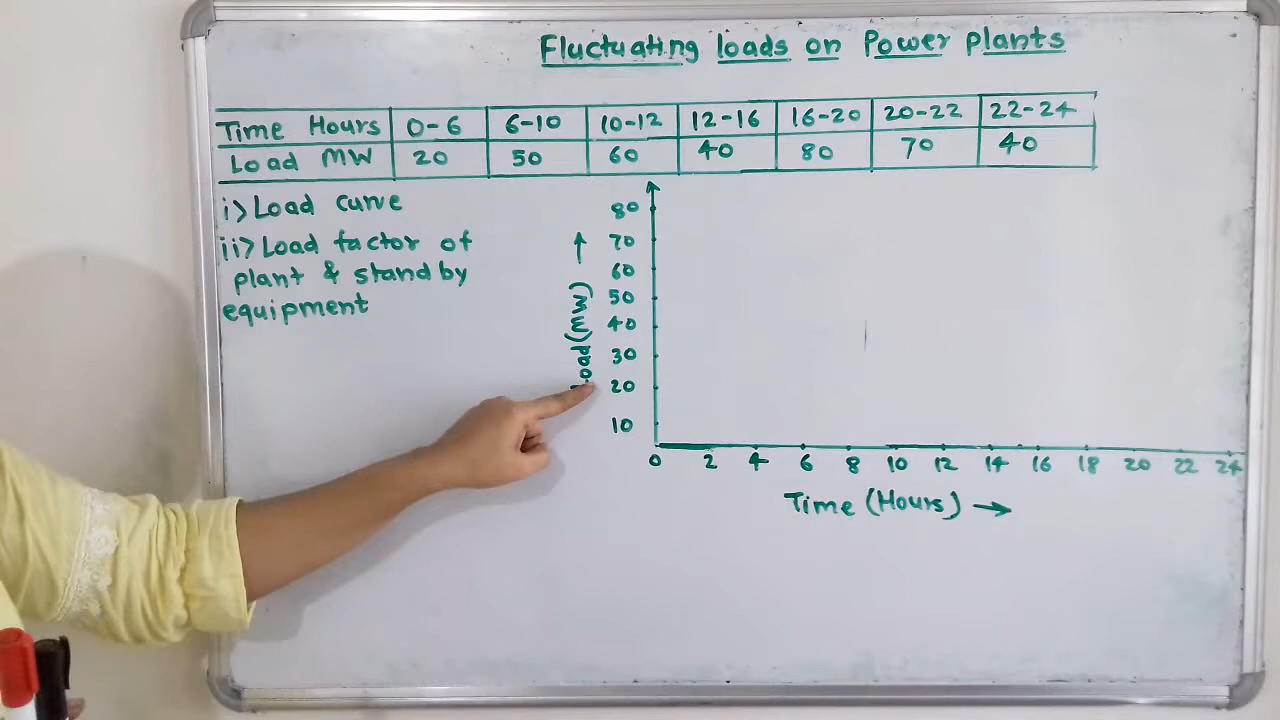 Fluctuating loads on Power plants
Time Hours 0-6 6-10 10-12 12-16 16-20 20-22 22-24
Load MW 20 50 60 40 80 70 40
i> Load curve
ii> Load factor of
plant & stand by
equipment
Load (MW) →
80
70
60
50
40
30
20
10
0 2 4 6 8 10 12 14 16 18 20 22 24
Time (Hours) →